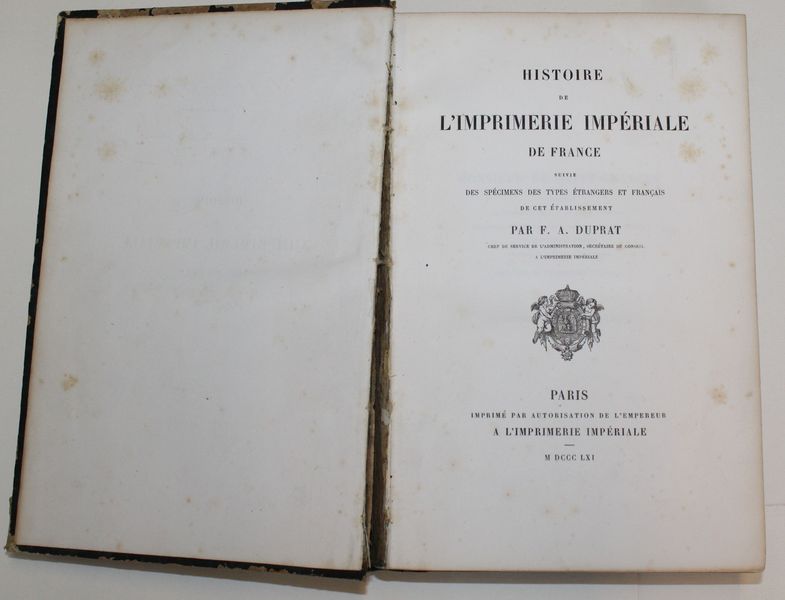 HISTOIRE
DE
L'IMPRIMERIE IMPÉRIALE
DE FRANCE
SUIVIE
DES SPÉCIMENS DES TYPES ÉTRANGERS ET FRANÇAIS
DE CET ÉTABLISSEMENT
PAR F. A. DUPRAT
CHEF DU SERVICE DE L'ADMINISTRATION, SECRÉTAIRE DU CONSEIL
A L'IMPRIMERIE IMPÉRIALE
PARIS
IMPRIMÉ PAR AUTORISATION DE L'EMPEREUR
A L'IMPRIMERIE IMPÉRIALE
M DCCC LXI